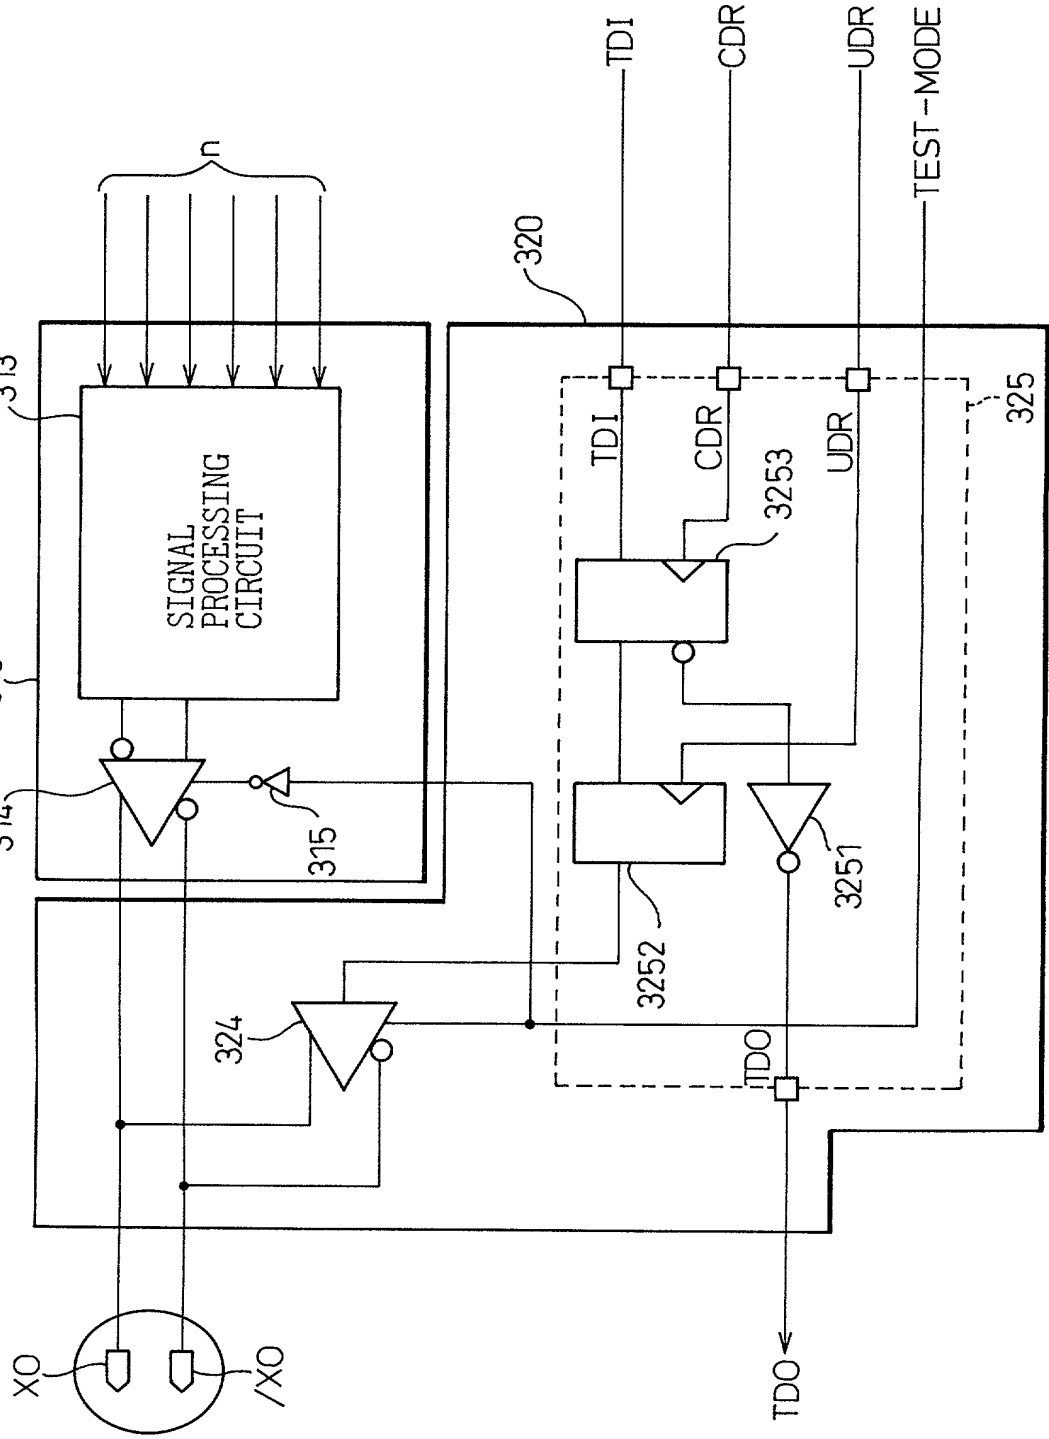 TDI
CDR
UDR
TEST-MODE
n
320
313
SIGNAL
PROCESSING
CIRCUIT
314
315
TDI
CDR
UDR
325
3253
3252
3251
324
TDO
XO
/XO
TDO